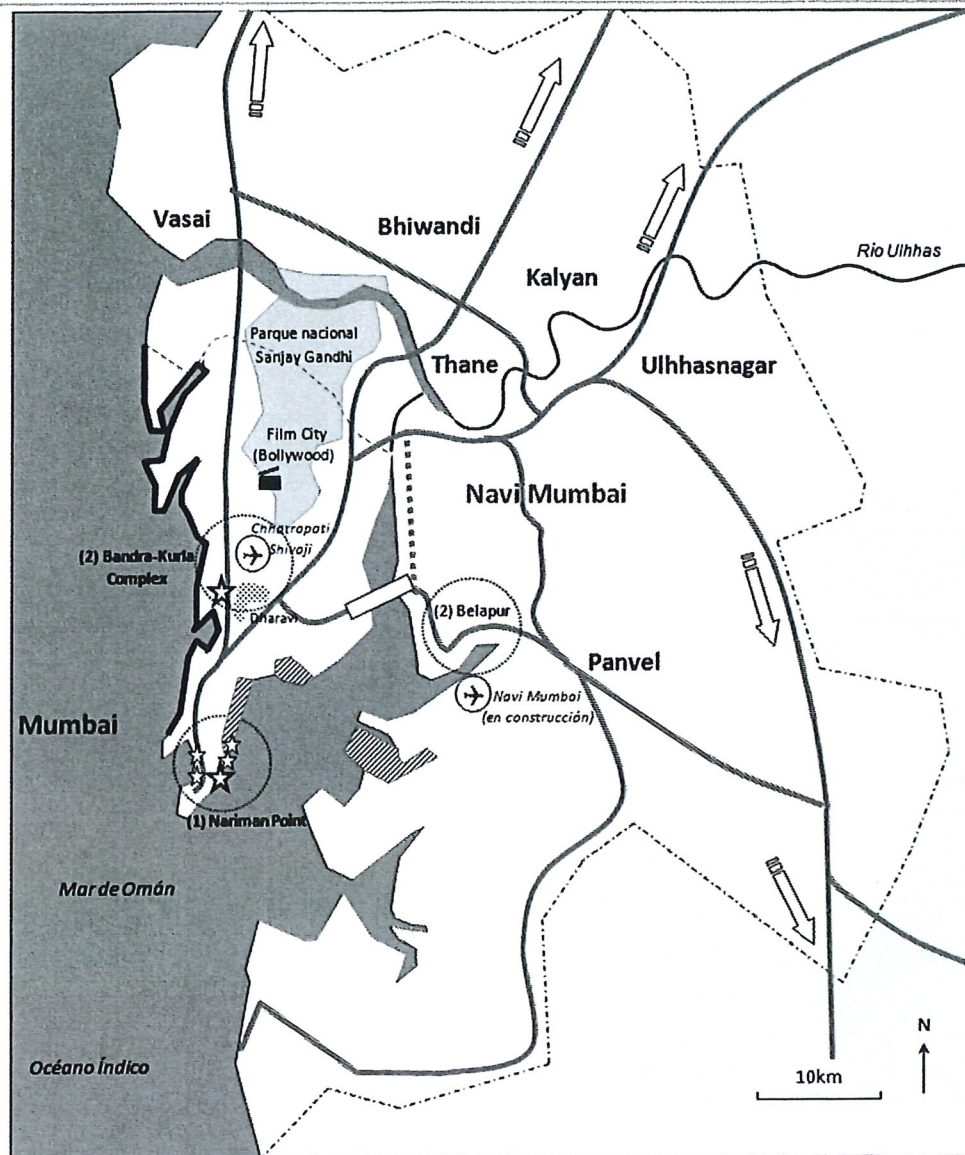 Vasai
Bhiwandi
Rio Ulhhas
Kalyan
Parque nacional
Sanjay Gandhi
Thane
Ulhhasnagar
Film City
(Bollywood)
Navi Mumbai
Chhatrapati
Shivaji
(2) Bandra-Kurla
Complex
Dharavi
(2) Belapur
Panvel
Navi Mumbai
(en construcción)
Mumbai
(1) Nariman Point
Mar de Omán
Océano Índico
N
10km